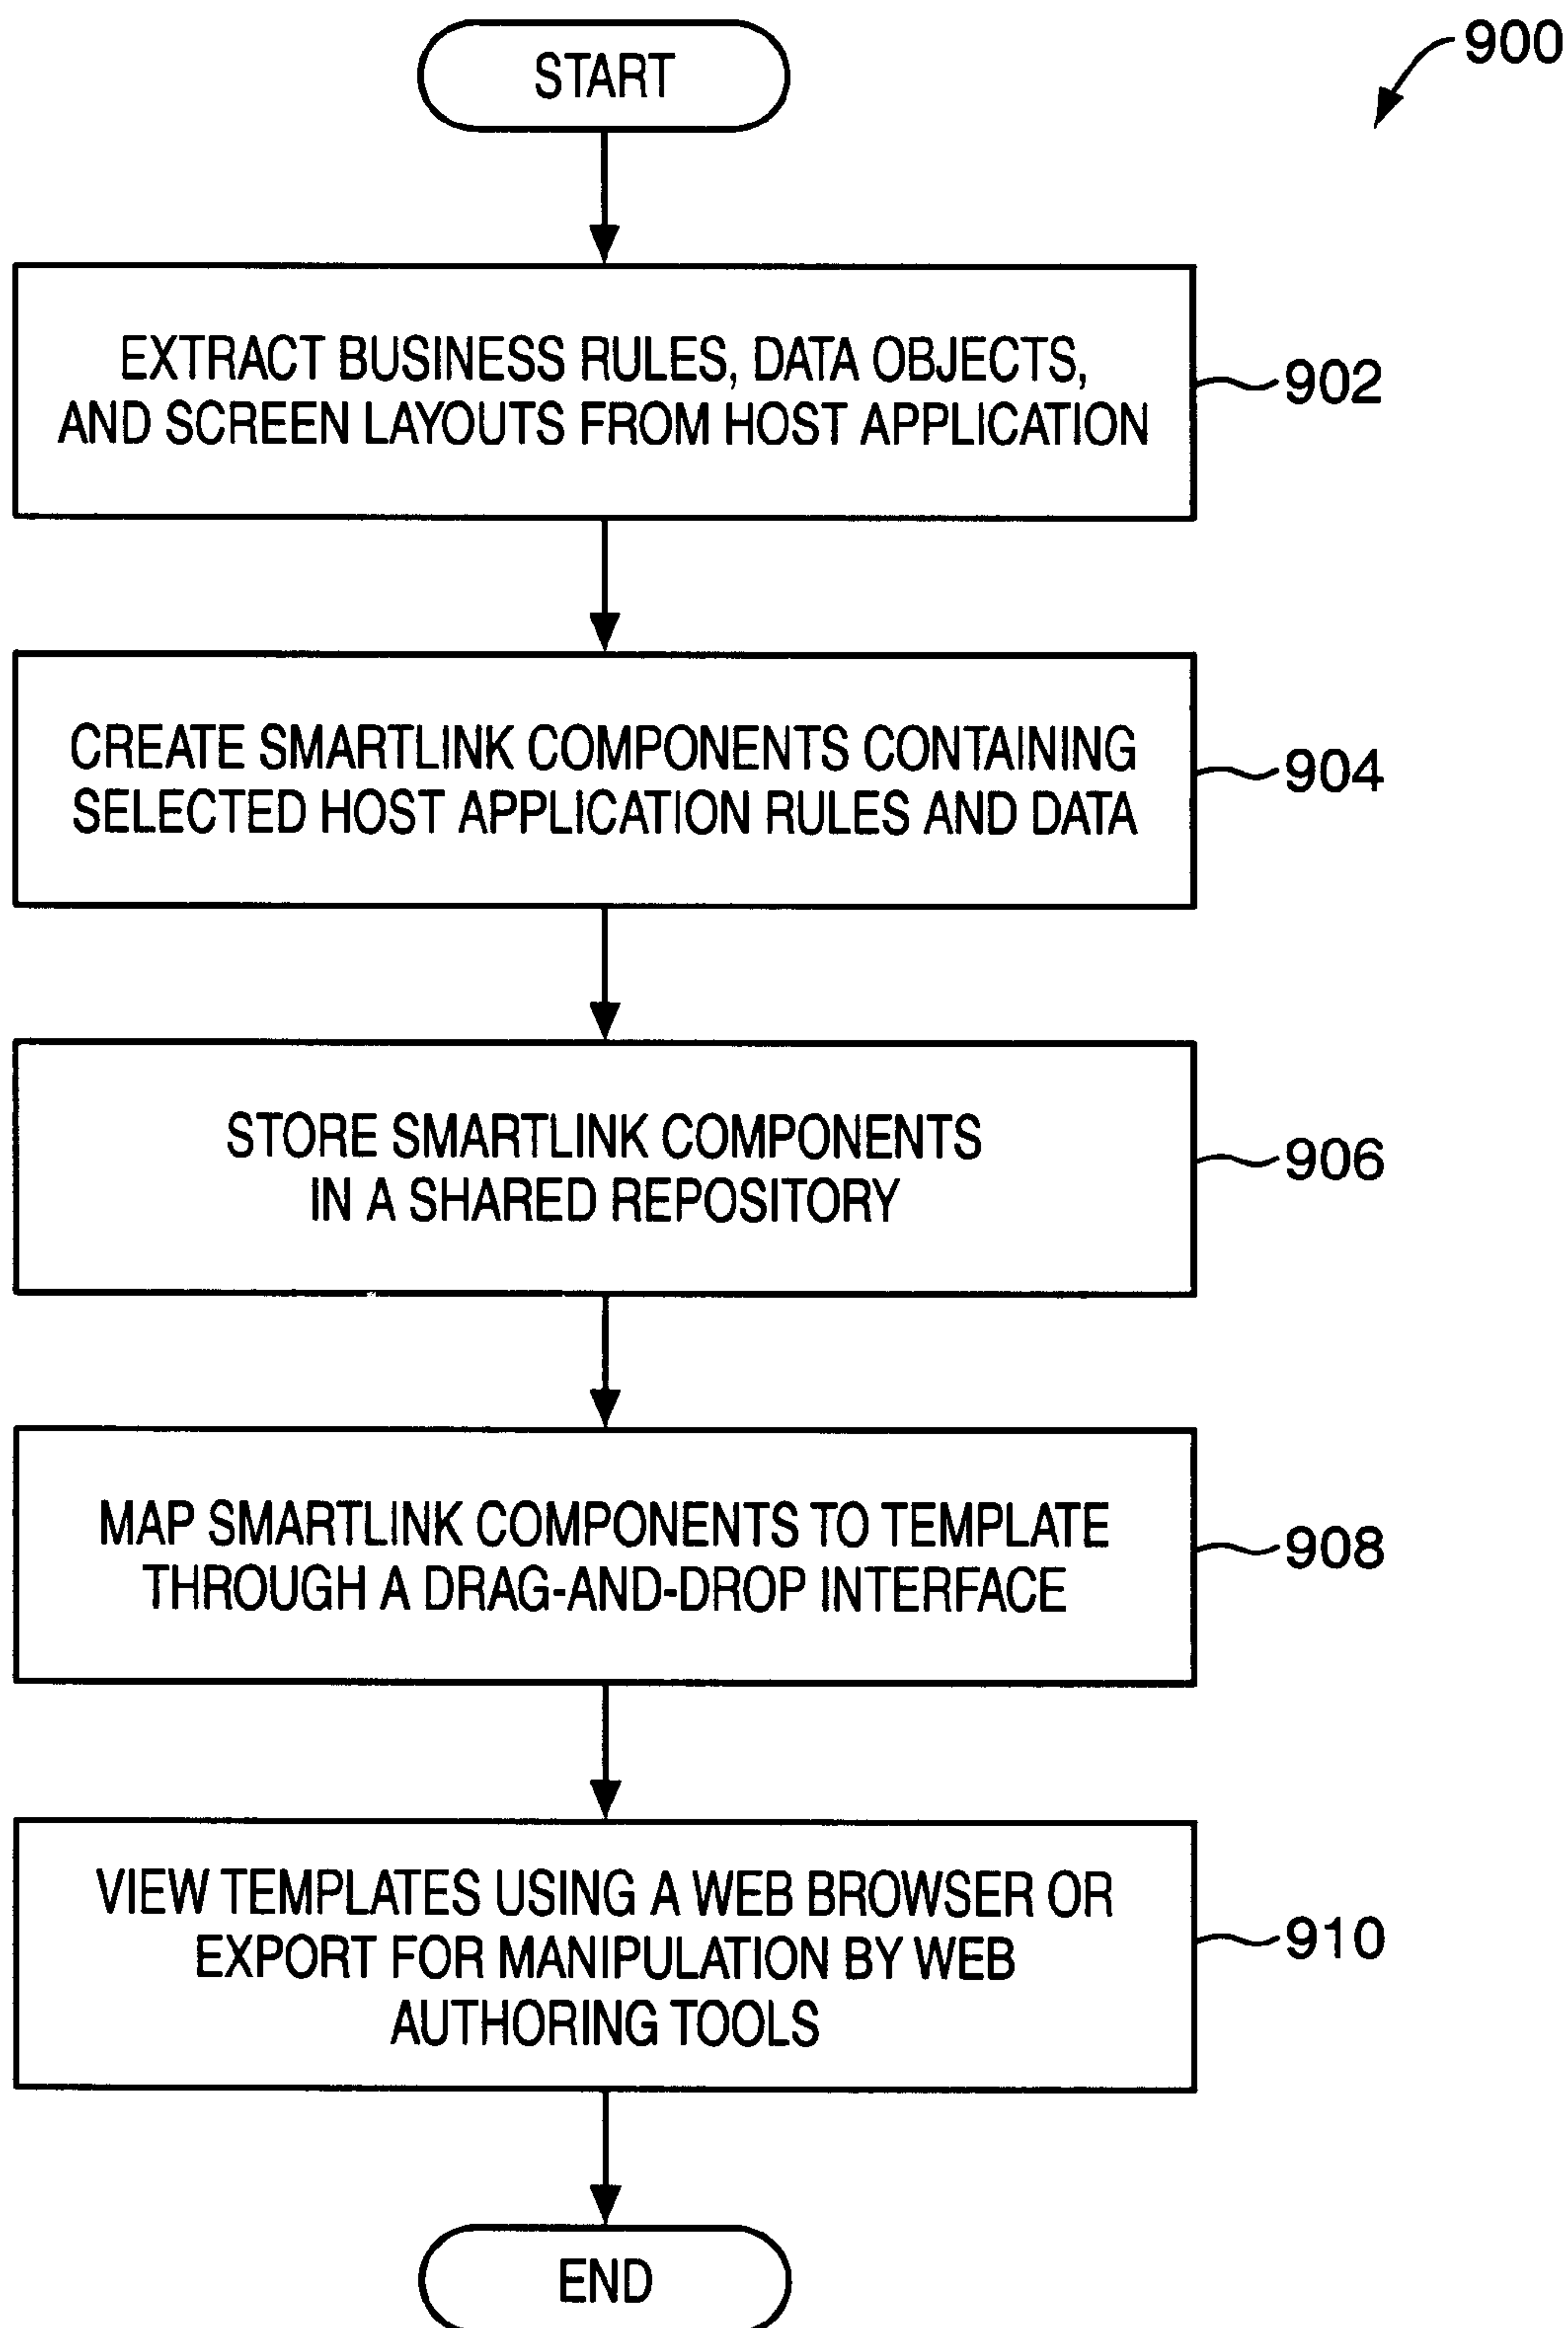 START
900
EXTRACT BUSINESS RULES, DATA OBJECTS,
AND SCREEN LAYOUTS FROM HOST APPLICATION
902
CREATE SMARTLINK COMPONENTS CONTAINING
SELECTED HOST APPLICATION RULES AND DATA
904
STORE SMARTLINK COMPONENTS
IN A SHARED REPOSITORY
906
MAP SMARTLINK COMPONENTS TO TEMPLATE
THROUGH A DRAG-AND-DROP INTERFACE
908
VIEW TEMPLATES USING A WEB BROWSER OR
EXPORT FOR MANIPULATION BY WEB
AUTHORING TOOLS
910
END